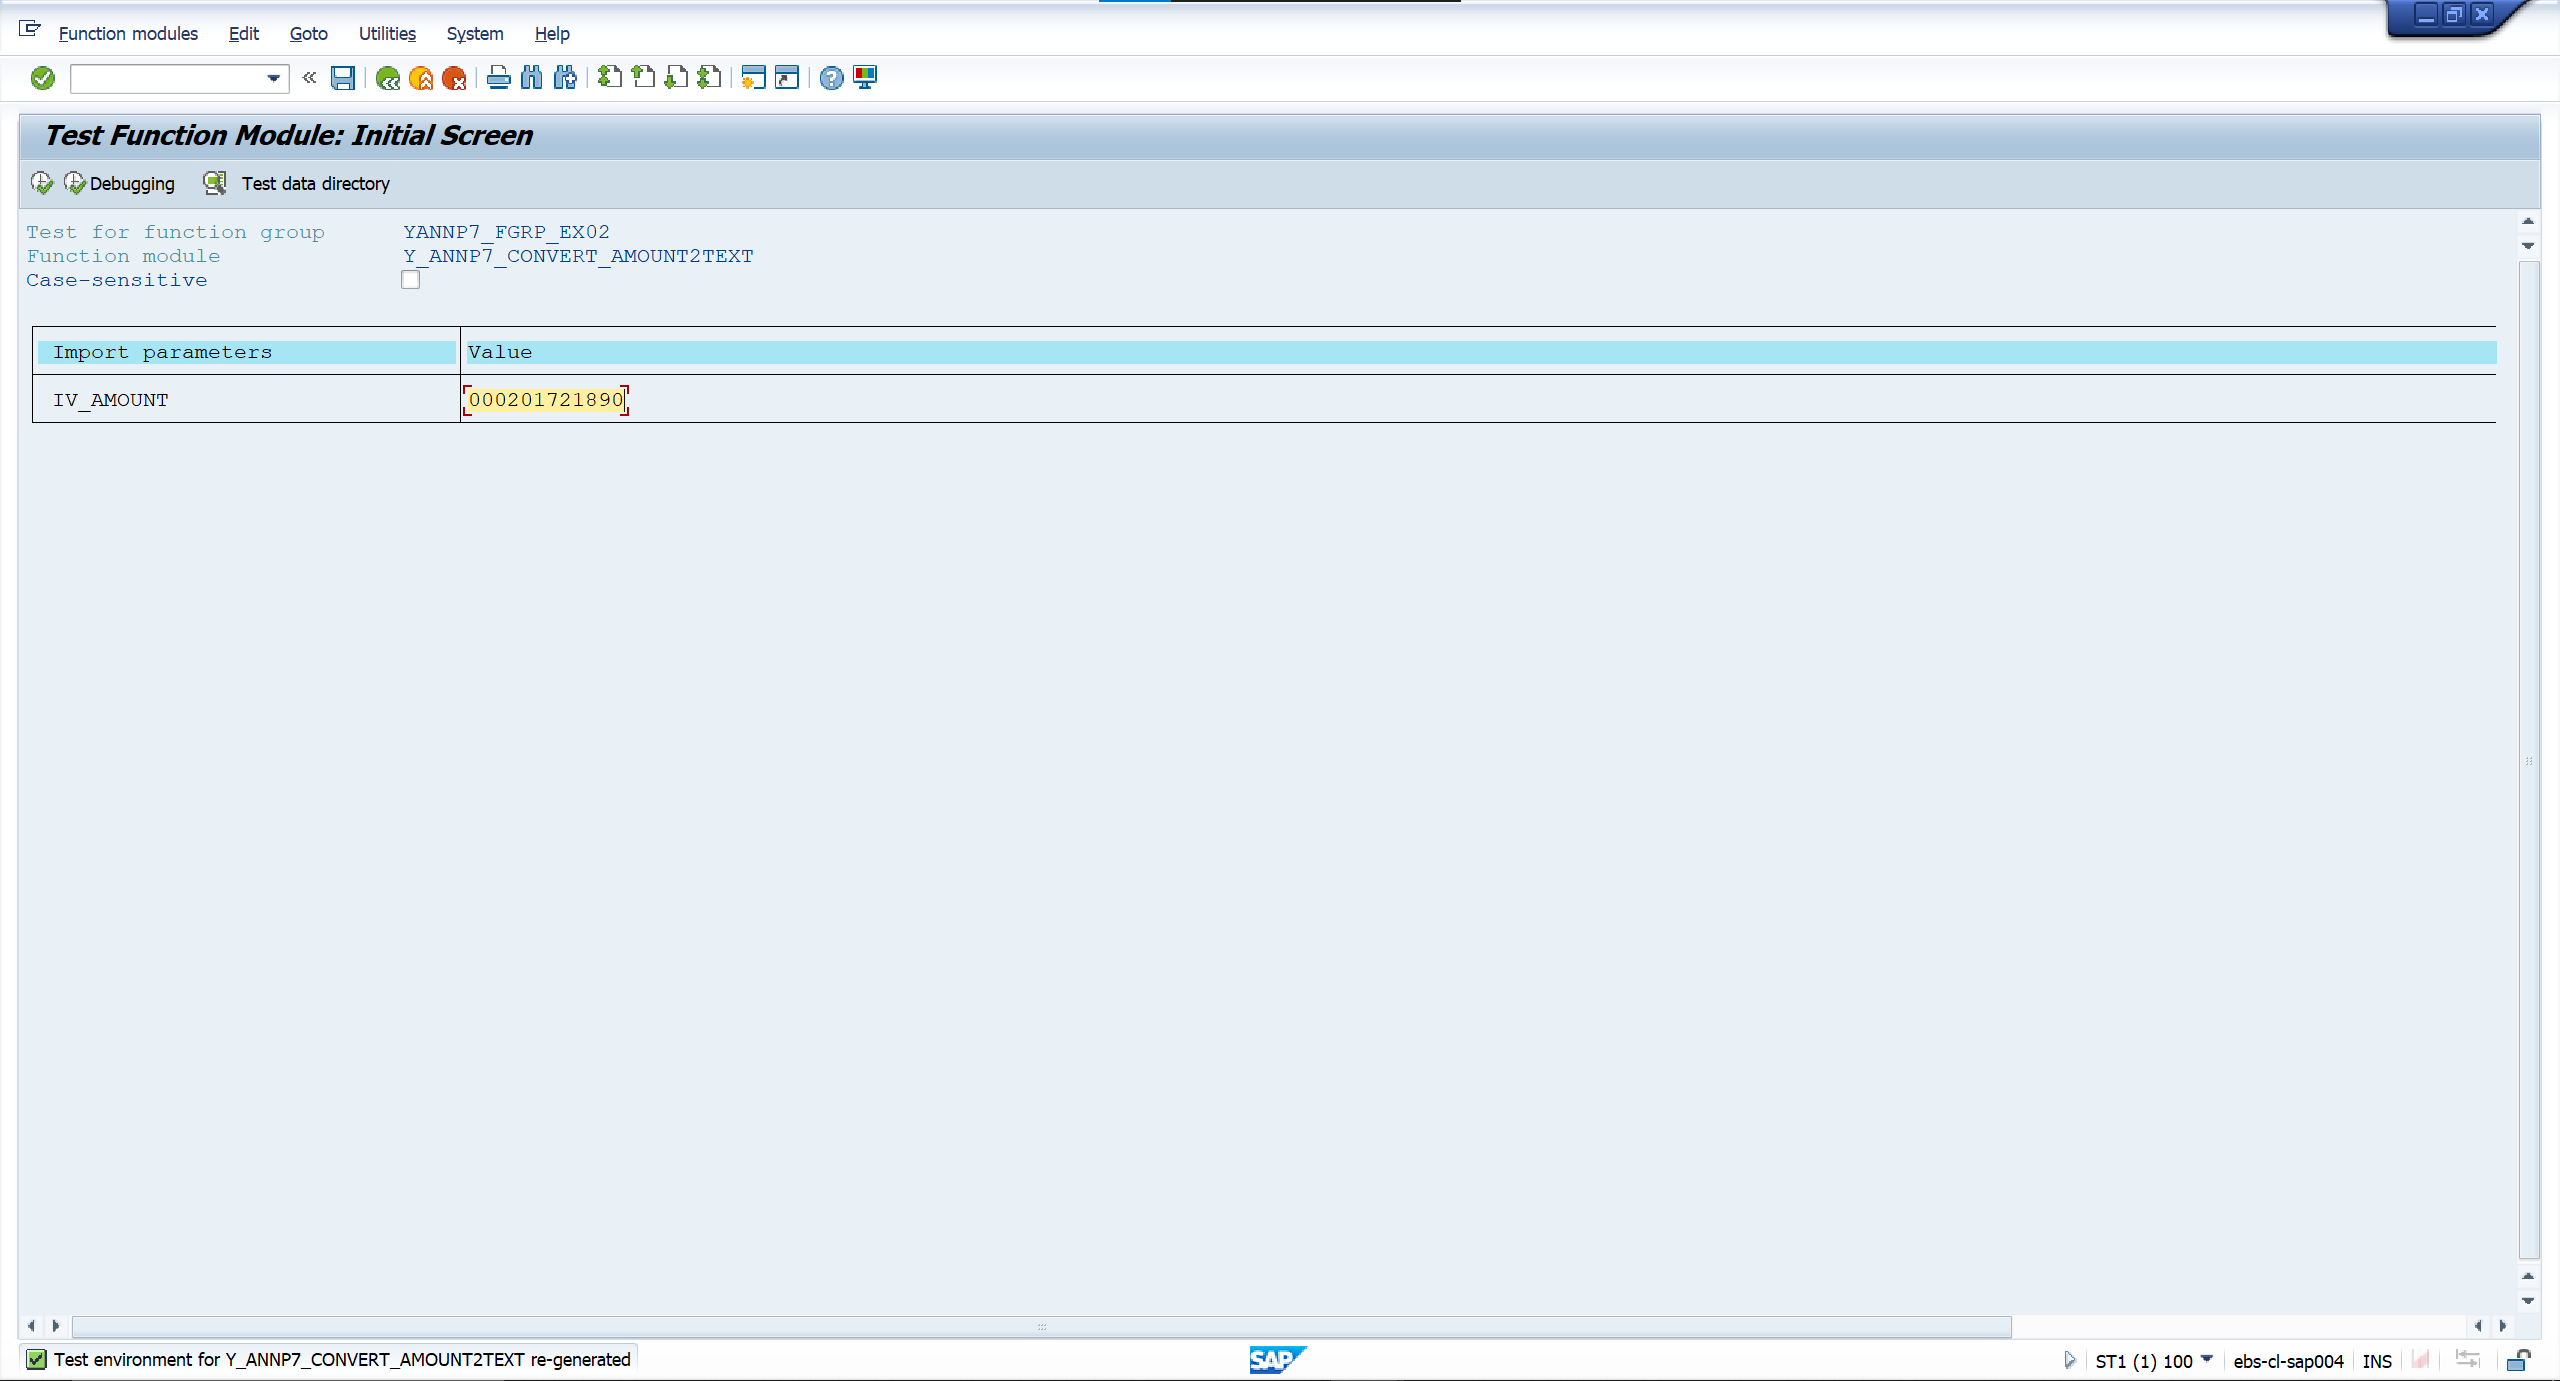 Function modules Edit Goto Utilities System Help
Test Function Module: Initial Screen
Debugging Test data directory
Test for function group YANNP7_FGRP_EX02
Function module Y_ANNP7_CONVERT_AMOUNT2TEXT
Case-sensitive
Import parameters Value
IV_AMOUNT 000201721890
Test environment for Y_ANNP7_CONVERT_AMOUNT2TEXT re-generated SAP ST1 (1) 100 ebs-cl-sap004 INS